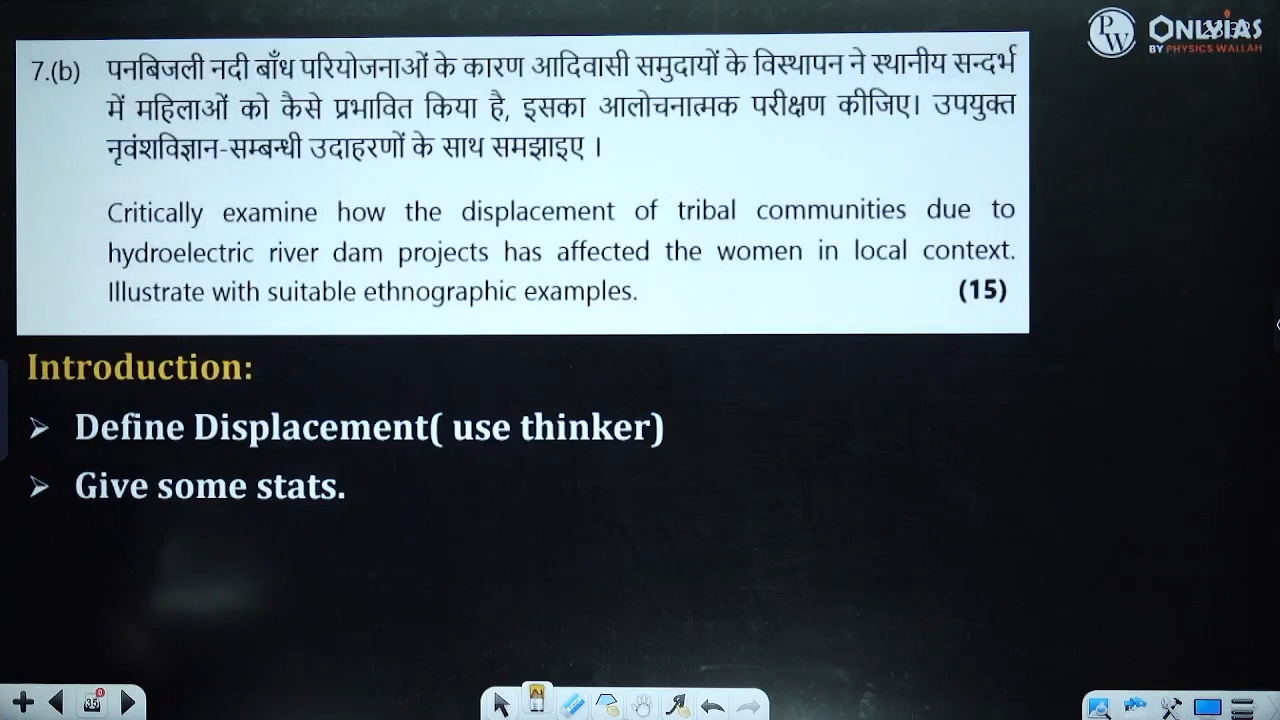 PW
ONLYIAS
BY PHYSICS WALLAH
7.(b) पनबिजली नदी बाँध परियोजनाओं के कारण आदिवासी समुदायों के विस्थापन ने स्थानीय सन्दर्भ
में महिलाओं को कैसे प्रभावित किया है, इसका आलोचनात्मक परीक्षण कीजिए। उपयुक्त
नृवंशविज्ञान-सम्बन्धी उदाहरणों के साथ समझाइए ।
Critically examine how the displacement of tribal communities due to
hydroelectric river dam projects has affected the women in local context.
Illustrate with suitable ethnographic examples. (15)
Introduction:
➢ Define Displacement( use thinker)
➢ Give some stats.
35
0